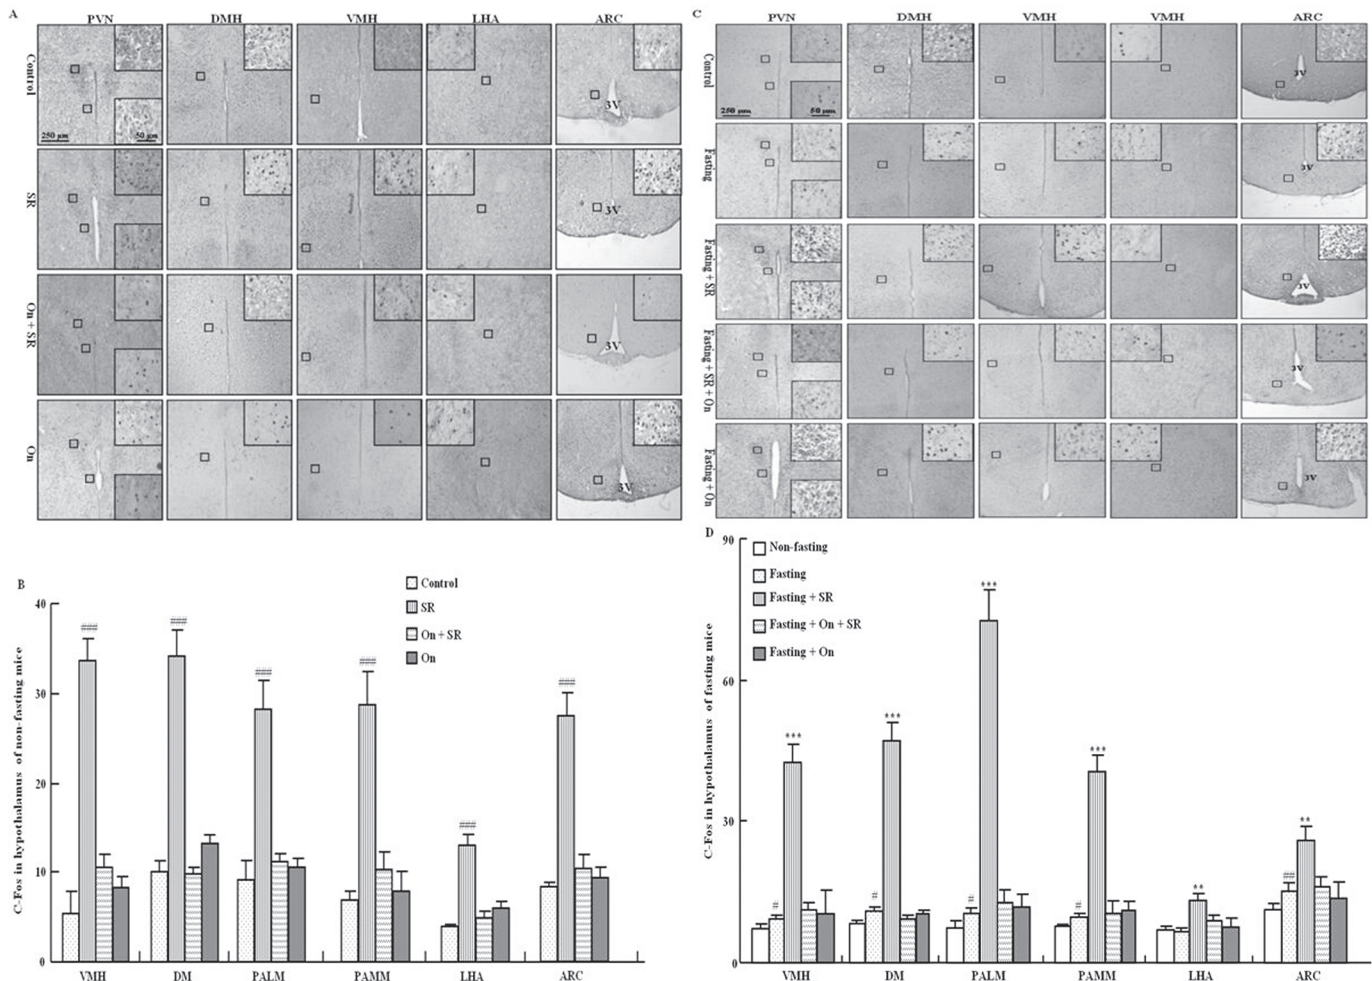 A
PVN DMH VMH LHA ARC
Control
250 µm 50 µm
3V
SR
3V
On + SR
3V
On
3V
C
PVN DMH VMH VMH ARC
Control
250 µm 50 µm
3V
Fasting
3V
Fasting + SR
3V
Fasting + SR + On
3V
Fasting + On
3V
B
C-Fos in hypothalamus of non-fasting mice
Control
SR
On + SR
On
40
30
20
10
0
### ### ### ### ### ###
VMH DM PALM PAMM LHA ARC
D
C-Fos in hypothalamus of fasting mice
Non-fasting
Fasting
Fasting + SR
Fasting + On + SR
Fasting + On
90
60
30
0
# *** # *** # *** # *** ** ## **
VMH DM PALM PAMM LHA ARC